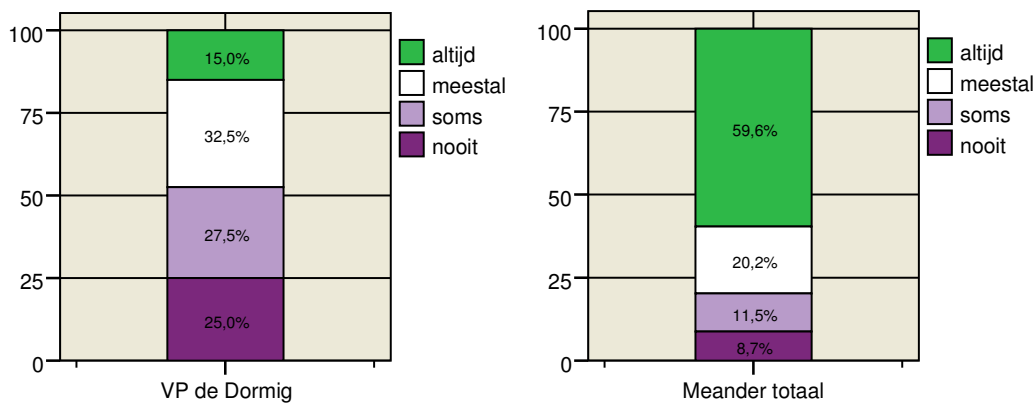 100
75
50
25
0
15,0%
32,5%
27,5%
25,0%
altijd
meestal
soms
nooit
VP de Dormig
100
75
50
25
0
59,6%
20,2%
11,5%
8,7%
altijd
meestal
soms
nooit
Meander totaal